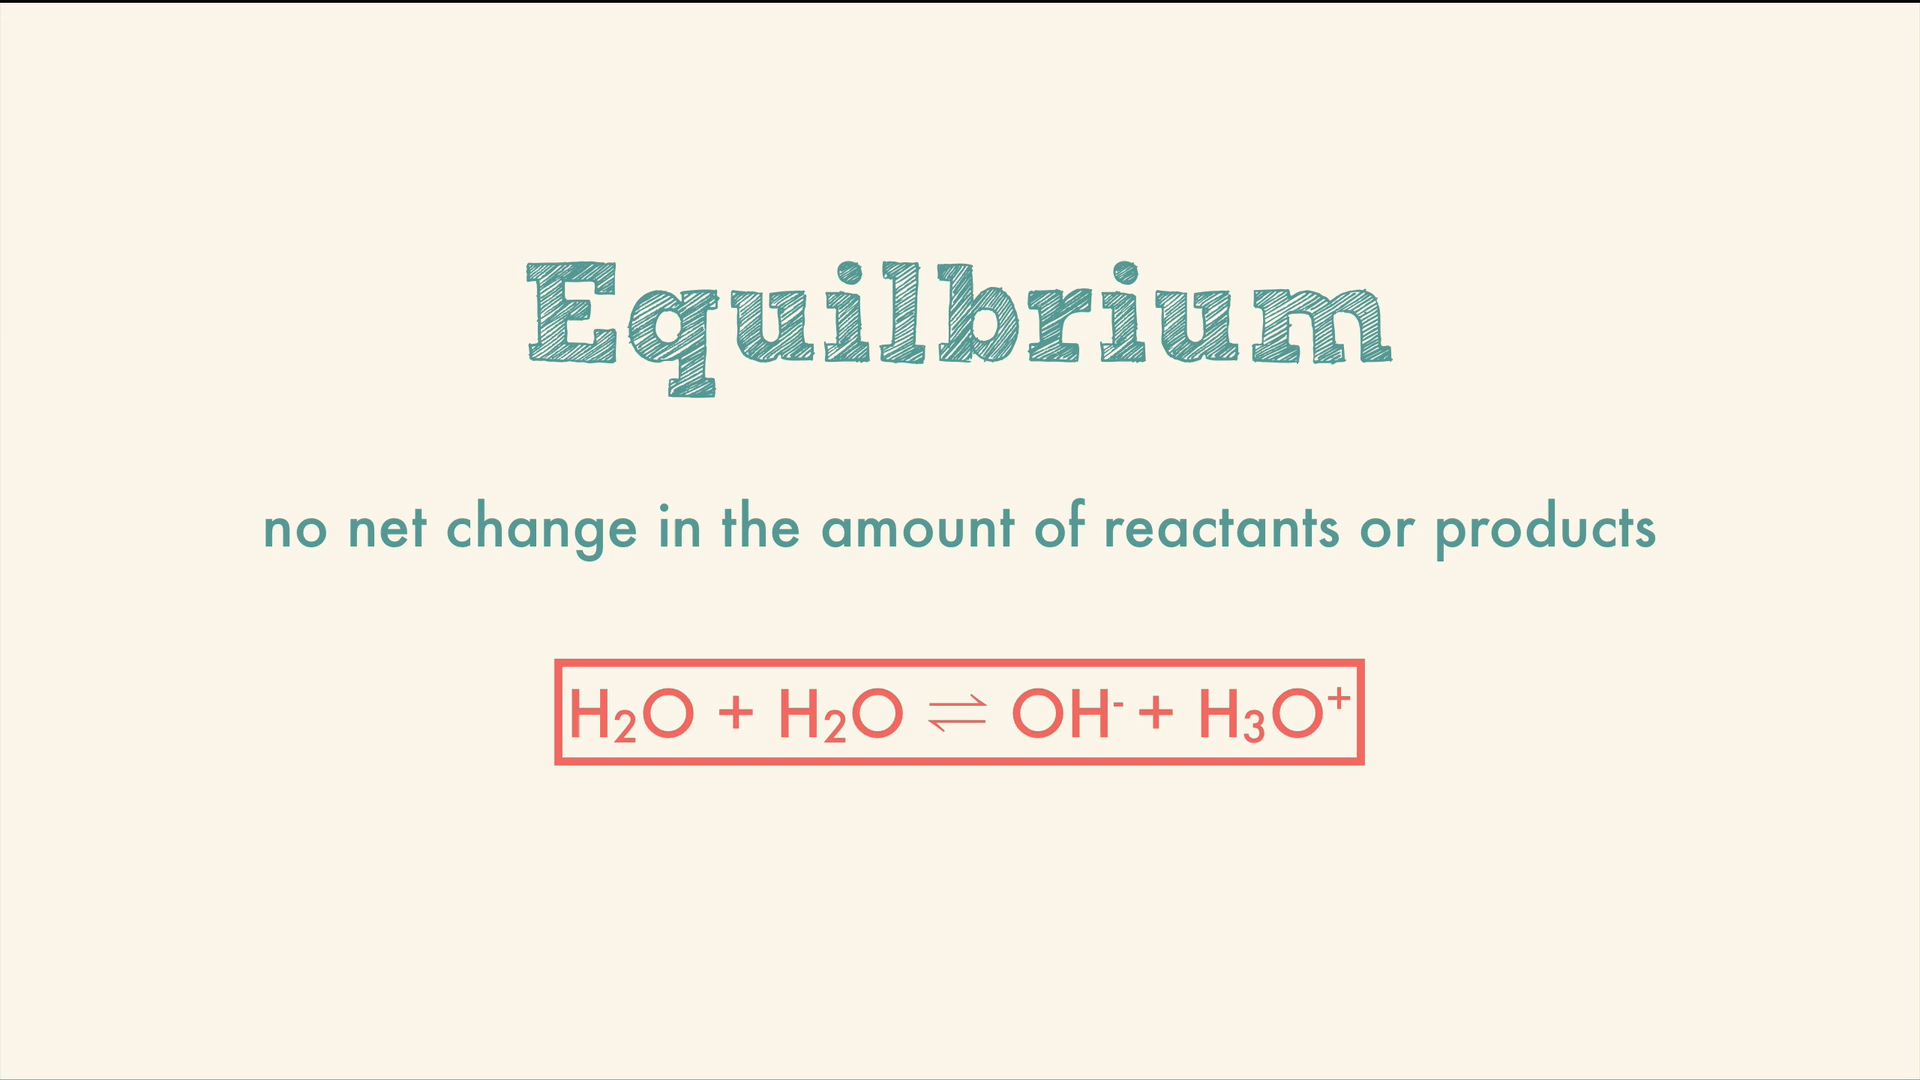 Equilbrium
no net change in the amount of reactants or products
H₂O + H₂O ⇌ OH⁻ + H₃O⁺